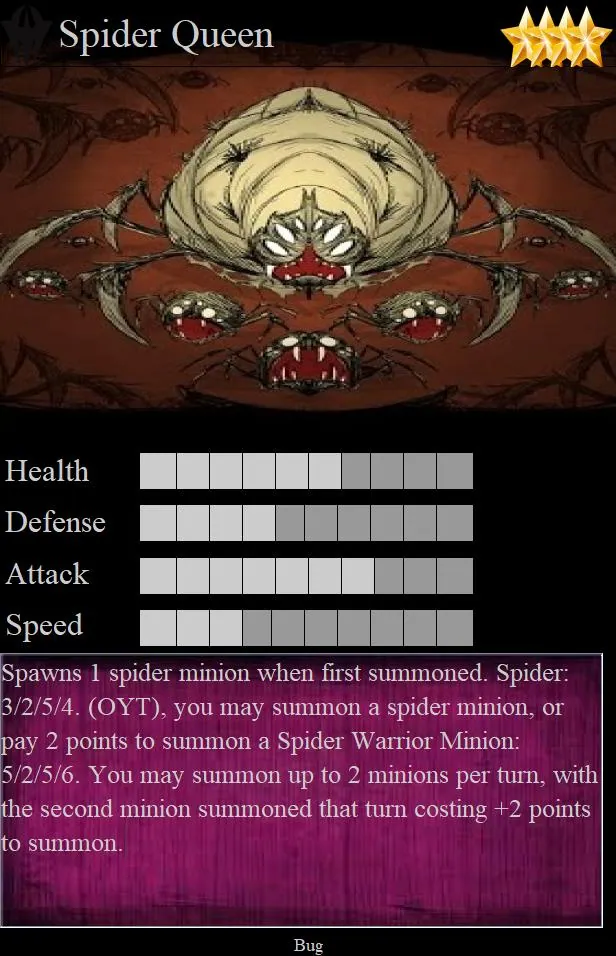 Spider Queen
Health
Defense
Attack
Speed
Spawns 1 spider minion when first summoned. Spider:
3/2/5/4. (OYT), you may summon a spider minion, or
pay 2 points to summon a Spider Warrior Minion:
5/2/5/6. You may summon up to 2 minions per turn, with
the second minion summoned that turn costing +2 points
to summon.
Bug